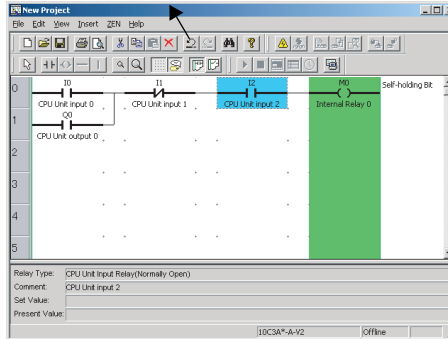 New Project
File Edit View Insert ZEN Help
0 I0 I1 I2 M0 Self-holding Bit
CPU Unit input 0 CPU Unit input 1 CPU Unit input 2 Internal Relay 0
1 Q0
CPU Unit output 0
2
3
4
5
Relay Type: CPU Unit Input Relay(Normally Open)
Comment: CPU Unit input 2
Set Value:
Present Value:
10C3A*-A-V2 Offline